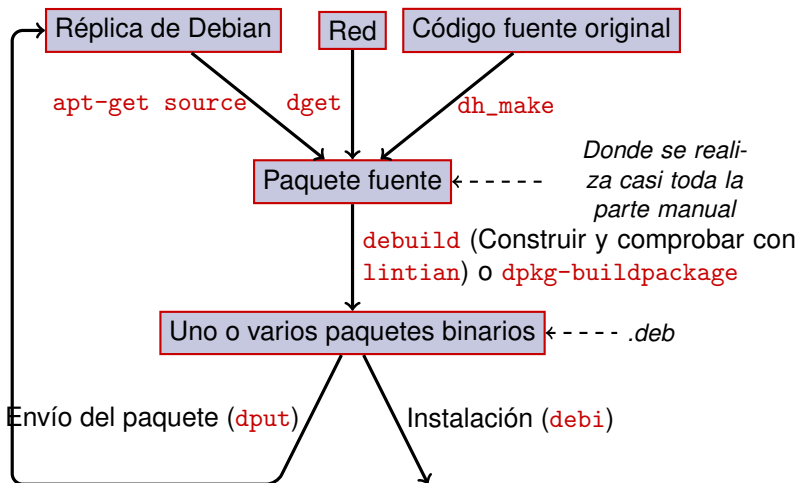 Réplica de Debian
Red
Código fuente original
apt-get source
dget
dh_make
Paquete fuente
Donde se reali-
za casi toda la
parte manual
debuild (Construir y comprobar con
lintian) o dpkg-buildpackage
Uno o varios paquetes binarios
.deb
Envío del paquete (dput)
Instalación (debi)